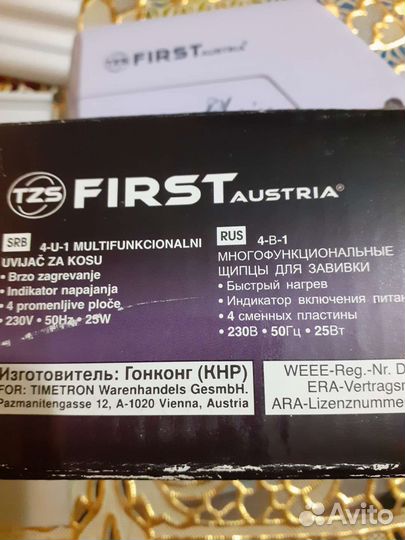 TZS FIRST AUSTRIA
TZS FIRST AUSTRIA®
SRB 4-U-1 MULTIFUNKCIONALNI
UVIJAČ ZA KOSU
• Brzo zagrevanje
• Indikator napajanja
• 4 promenljive ploče
• 230V • 50Hz • 25W
RUS 4-В-1
МНОГОФУНКЦИОНАЛЬНЫЕ
ЩИПЦЫ ДЛЯ ЗАВИВКИ
• Быстрый нагрев
• Индикатор включения питан
• 4 сменных пластины
• 230В • 50Гц • 25Вт
Изготовитель: Гонконг (КНР)
FOR: TIMETRON Warenhandels GesmbH.
Pazmanitengasse 12, A-1020 Vienna, Austria
WEEE-Reg.-Nr. D
ERA-Vertragsn
ARA-Lizenznumme
Avito